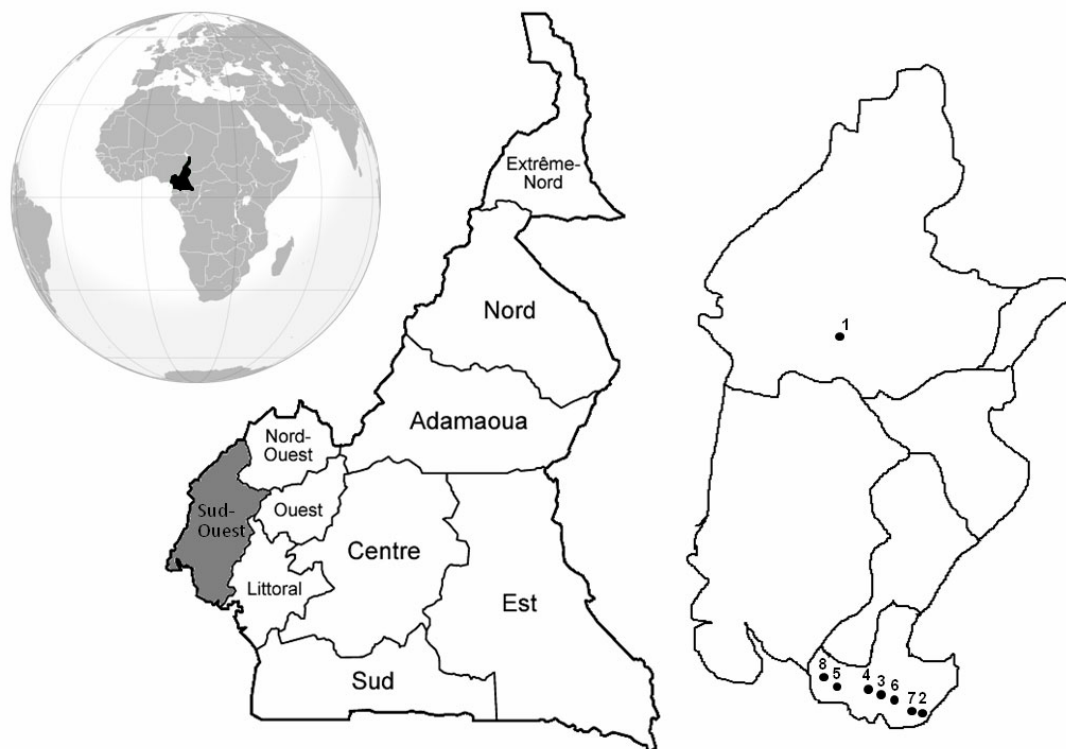 Extrême-
Nord
Nord
Adamaoua
Nord-
Ouest
Sud-
Ouest
Ouest
Centre
Littoral
Est
Sud
1
8
5
4
3
6
7
2